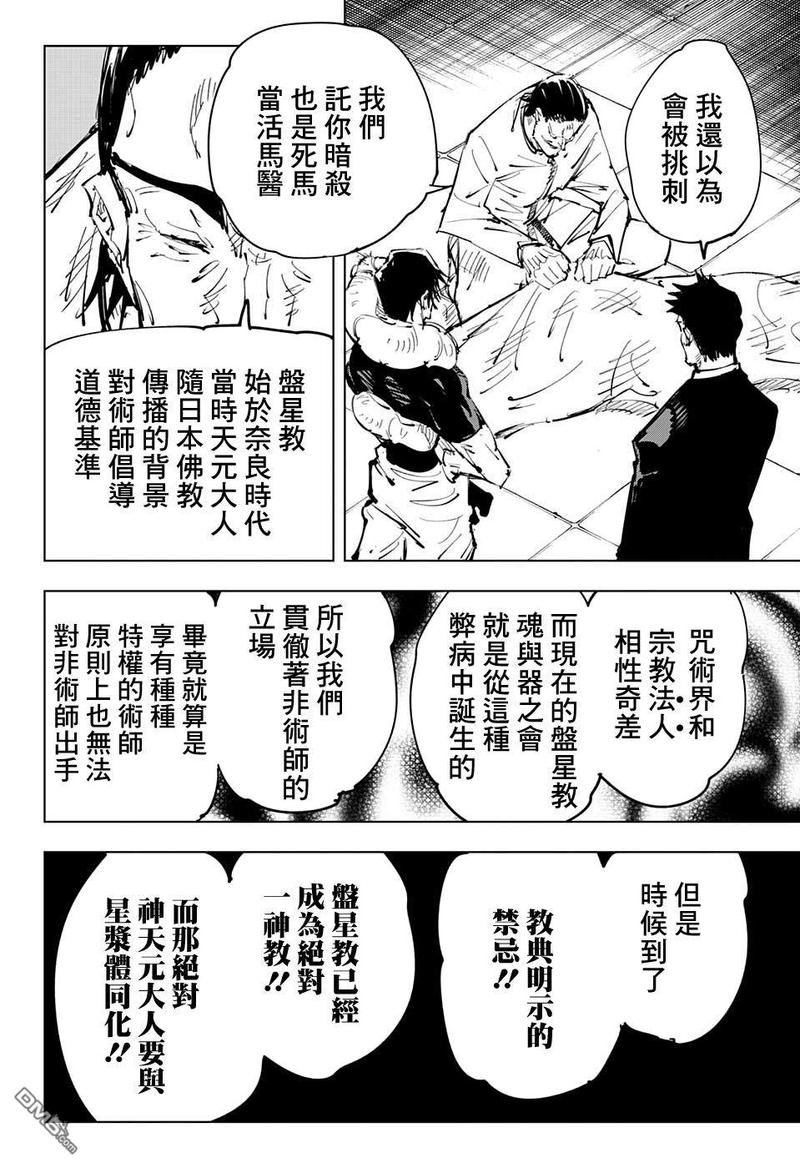 我還以為
會被挑刺
我們
託你暗殺
也是死馬
當活馬醫
盤星教
始於奈良時代
當時天元大人
隨日本佛教
傳播的背景
對術師倡導
道德基準
咒術界和
宗教法人
相性奇差
而現在的盤星教
魂與器之會
就是從這種
弊病中誕生的
所以我們
貫徹著非術師的
立場
畢竟就算是
享有種種
特權的術師
原則上也無法
對非術師出手
但是
時候到了
教典明示的
禁忌!!
盤星教已經
成為絕對
一神教!!
而那絕對
神天元大人要與
星漿體同化!!